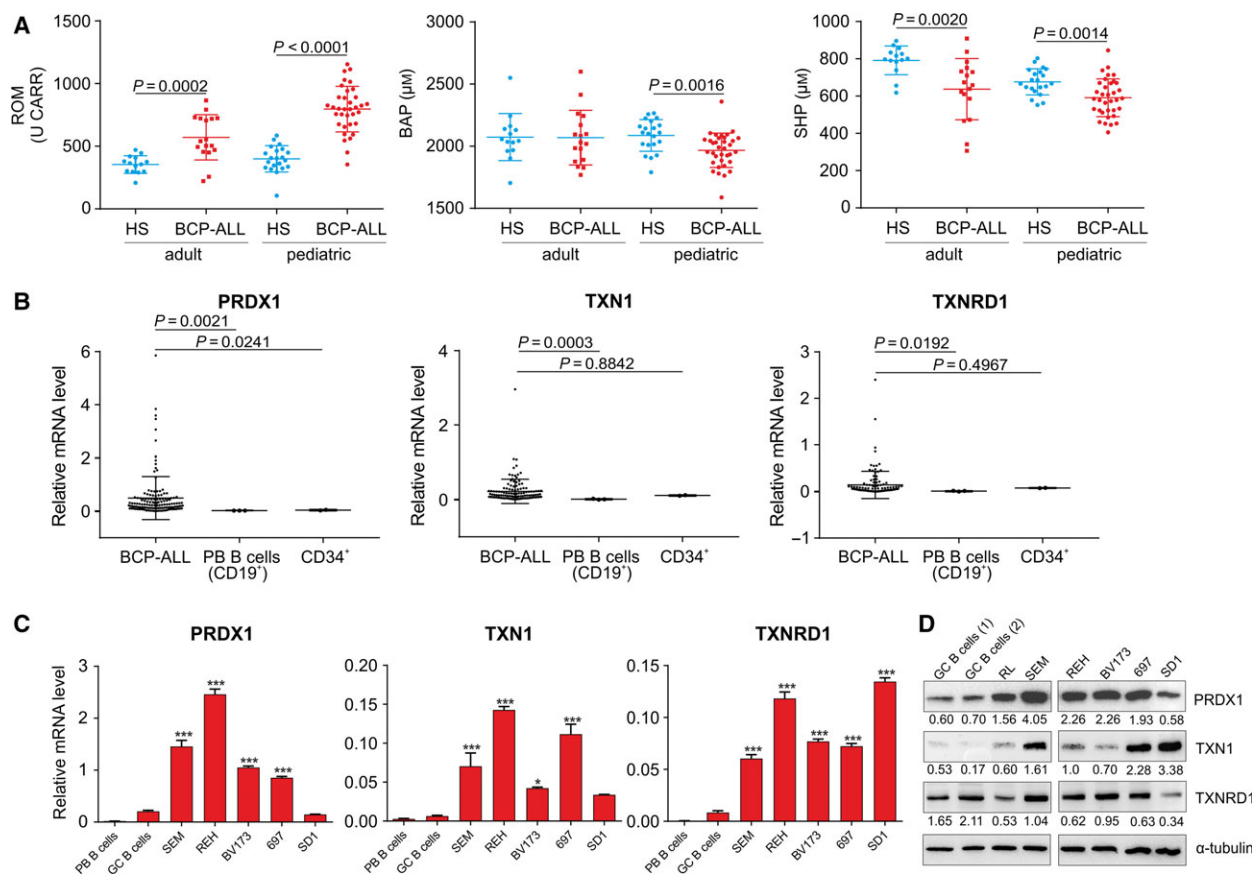 A
ROM
(U CARR)
1500
1000
500
0
P = 0.0002
P < 0.0001
HS
BCP-ALL
HS
BCP-ALL
adult
pediatric
BAP (µM)
3000
2500
2000
1500
P = 0.0016
HS
BCP-ALL
HS
BCP-ALL
adult
pediatric
SHP (µM)
1000
800
600
400
200
0
P = 0.0020
P = 0.0014
HS
BCP-ALL
HS
BCP-ALL
adult
pediatric
B
PRDX1
Relative mRNA level
6
4
2
0
P = 0.0021
P = 0.0241
BCP-ALL
PB B cells
(CD19+)
CD34+
TXN1
Relative mRNA level
4
2
0
P = 0.0003
P = 0.8842
BCP-ALL
PB B cells
(CD19+)
CD34+
TXNRD1
Relative mRNA level
3
2
1
0
−1
P = 0.0192
P = 0.4967
BCP-ALL
PB B cells
(CD19+)
CD34+
C
PRDX1
Relative mRNA level
3
2
1
0
*** *** *** ***
PB B cells
GC B cells
SEM
REH
BV173
697
SD1
TXN1
0.20
0.15
0.10
0.05
0.00
*** *** * ***
PB B cells
GC B cells
SEM
REH
BV173
697
SD1
TXNRD1
0.15
0.10
0.05
0.00
*** *** *** *** ***
PB B cells
GC B cells
SEM
REH
BV173
697
SD1
D
GC B cells (1)
GC B cells (2)
RL
SEM
REH
BV173
697
SD1
PRDX1
0.60 0.70 1.56 4.05 2.26 2.26 1.93 0.58
TXN1
0.53 0.17 0.60 1.61 1.0 0.70 2.28 3.38
TXNRD1
1.65 2.11 0.53 1.04 0.62 0.95 0.63 0.34
α-tubulin